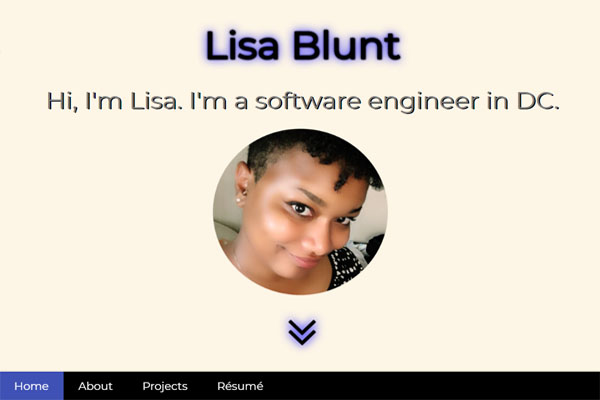 Lisa Blunt
Hi, I'm Lisa. I'm a software engineer in DC.
Home About Projects Résumé